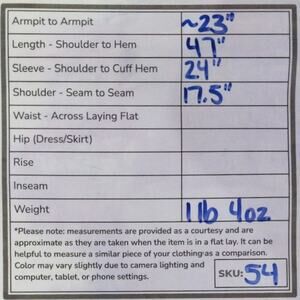 Armpit to Armpit ~23"
Length - Shoulder to Hem 47"
Sleeve - Shoulder to Cuff Hem 24"
Shoulder - Seam to Seam 17.5"
Waist - Across Laying Flat
Hip (Dress/Skirt)
Rise
Inseam
Weight 1 lb 4oz
*Please note: measurements are provided as a courtesy and are
approximate as they are taken when the item is in a flat lay. It can be
helpful to measure a similar piece of your clothing as a comparison.
Color may vary slightly due to camera lighting and
computer, tablet, or phone settings.
SKU: 54